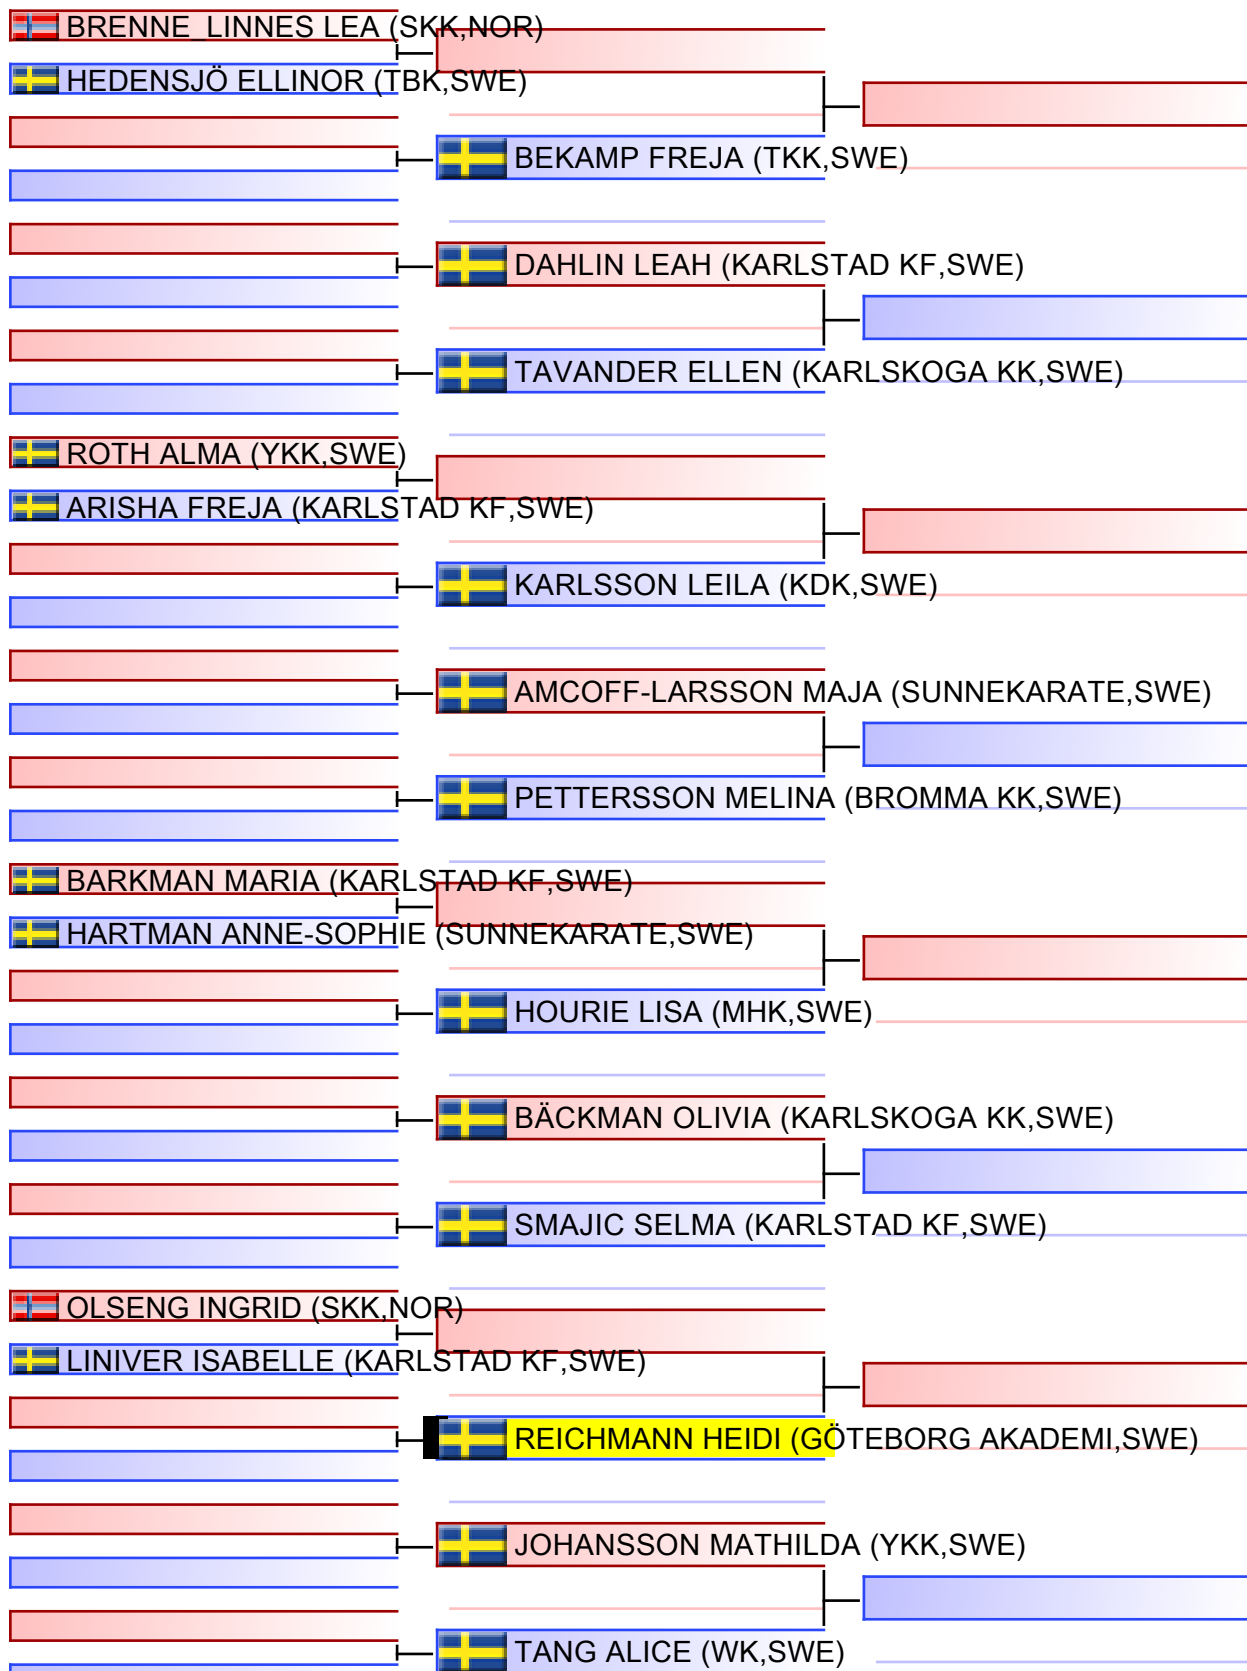 BRENNE_LINNES LEA (SKK,NOR)
HEDENSJÖ ELLINOR (TBK,SWE)
BEKAMP FREJA (TKK,SWE)
DAHLIN LEAH (KARLSTAD KF,SWE)
TAVANDER ELLEN (KARLSKOGA KK,SWE)
ROTH ALMA (YKK,SWE)
ARISHA FREJA (KARLSTAD KF,SWE)
KARLSSON LEILA (KDK,SWE)
AMCOFF-LARSSON MAJA (SUNNEKARATE,SWE)
PETTERSSON MELINA (BROMMA KK,SWE)
BARKMAN MARIA (KARLSTAD KF,SWE)
HARTMAN ANNE-SOPHIE (SUNNEKARATE,SWE)
HOURIE LISA (MHK,SWE)
BÄCKMAN OLIVIA (KARLSKOGA KK,SWE)
SMAJIC SELMA (KARLSTAD KF,SWE)
OLSENG INGRID (SKK,NOR)
LINIVER ISABELLE (KARLSTAD KF,SWE)
REICHMANN HEIDI (GÖTEBORG AKADEMI,SWE)
JOHANSSON MATHILDA (YKK,SWE)
TANG ALICE (WK,SWE)